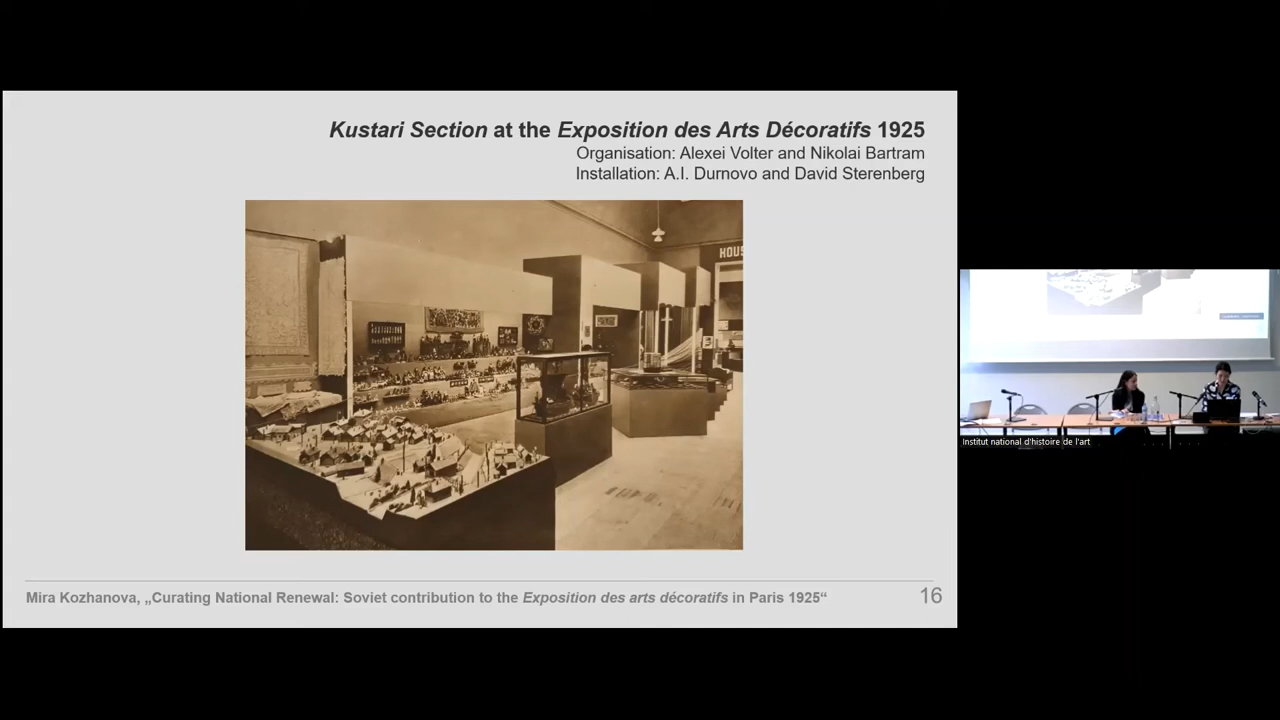 Kustari Section at the Exposition des Arts Décoratifs 1925
Organisation: Alexei Volter and Nikolai Bartram
Installation: A.I. Durnovo and David Sterenberg
HOUS
Mira Kozhanova, „Curating National Renewal: Soviet contribution to the Exposition des arts décoratifs in Paris 1925“
16
Institut national d'histoire de l'art